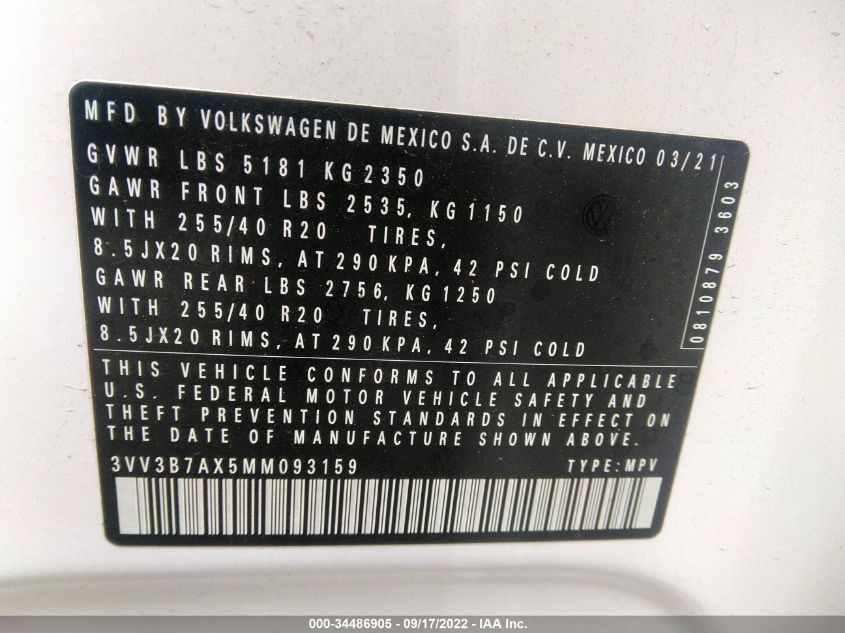 MFD BY VOLKSWAGEN DE MEXICO S.A. DE C.V. MEXICO 03/21
GVWR LBS 5181 KG 2350
GAWR FRONT LBS 2535, KG 1150
WITH 255/40 R20 TIRES,
8.5JX20 RIMS, AT 290 KPA, 42 PSI COLD
GAWR REAR LBS 2756, KG 1250
WITH 255/40 R20 TIRES,
8.5JX20 RIMS, AT 290 KPA, 42 PSI COLD
0810879 3603
THIS VEHICLE CONFORMS TO ALL APPLICABLE
U.S. FEDERAL MOTOR VEHICLE SAFETY AND
THEFT PREVENTION STANDARDS IN EFFECT ON
THE DATE OF MANUFACTURE SHOWN ABOVE.
3VV3B7AX5MM093159 TYPE: MPV
000-34486905 - 09/17/2022 - IAA Inc.